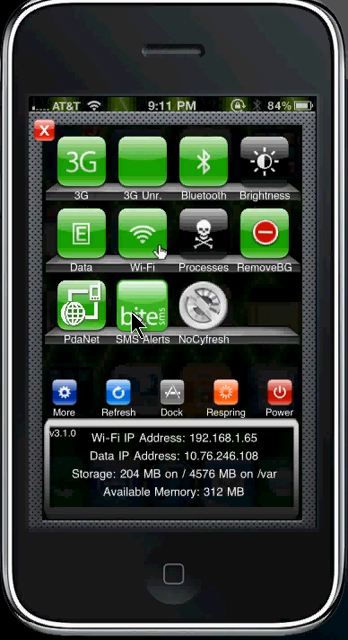 AT&T 9:11 PM 84%
X
3G
3G 3G Unr. Bluetooth Brightness
E
Data Wi-Fi Processes RemoveBG
bite sms
PdaNet SMS Alerts NoCyfresh
More Refresh Dock Respring Power
v3.1.0
Wi-Fi IP Address: 192.168.1.65
Data IP Address: 10.76.246.108
Storage: 204 MB on / 4576 MB on /var
Available Memory: 312 MB